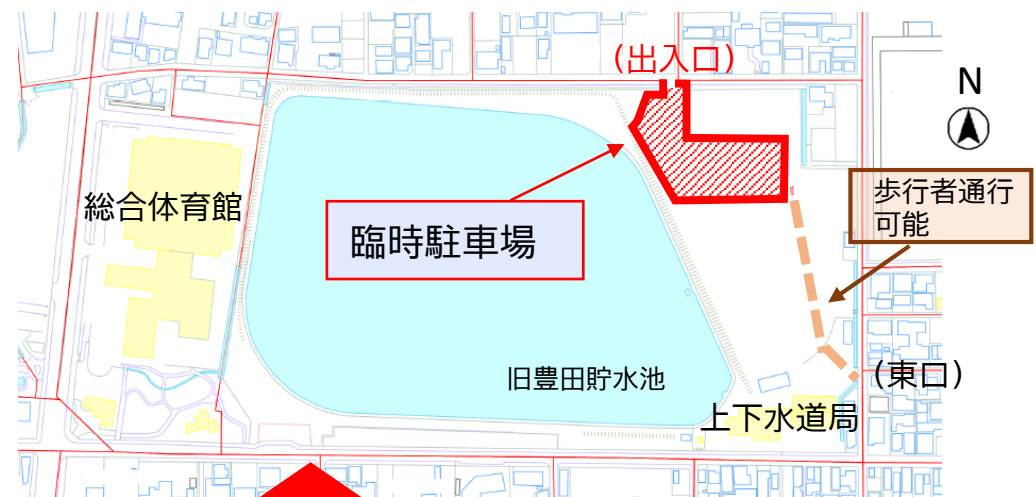 (出入口)
N
歩行者通行
可能
総合体育館
臨時駐車場
旧豊田貯水池
(東口)
上下水道局